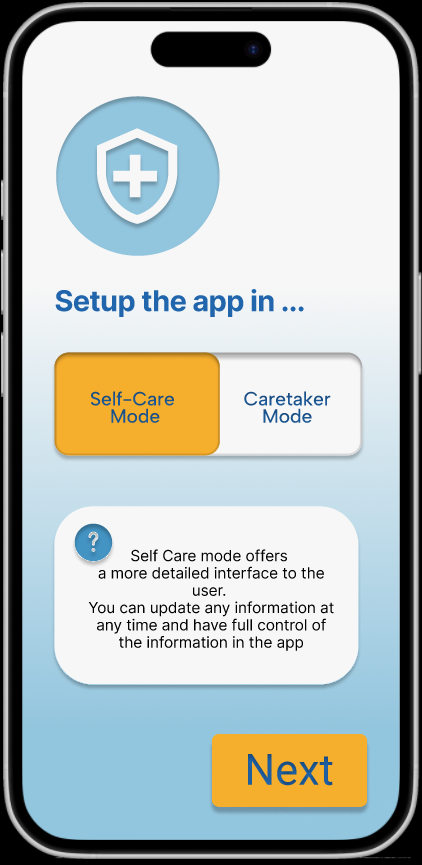 Setup the app in ...
Self-Care
Mode
Caretaker
Mode
?
Self Care mode offers
a more detailed interface to the
user.
You can update any information at
any time and have full control of
the information in the app
Next